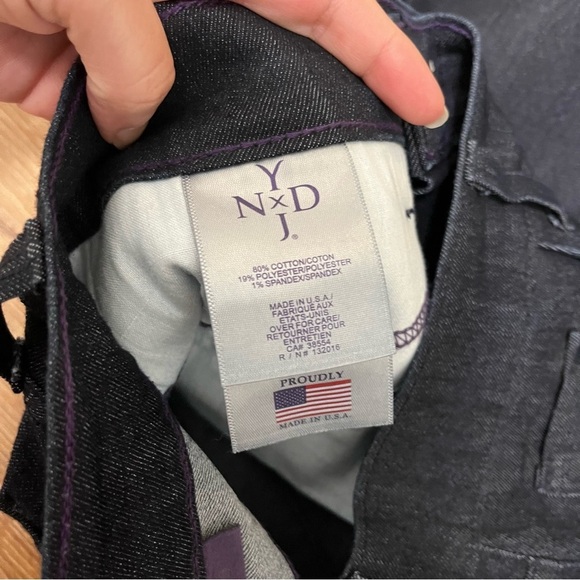 Y
N x D
J ®
80% COTTON/COTON
19% POLYESTER/POLYESTER
1% SPANDEX/SPANDEX
MADE IN U.S.A./
FABRIQUE AUX
ETATS-UNIS
OVER FOR CARE/
RETOURNER POUR
ENTRETIEN
CA# 38554
R / N# 132016
PROUDLY
MADE IN U.S.A.